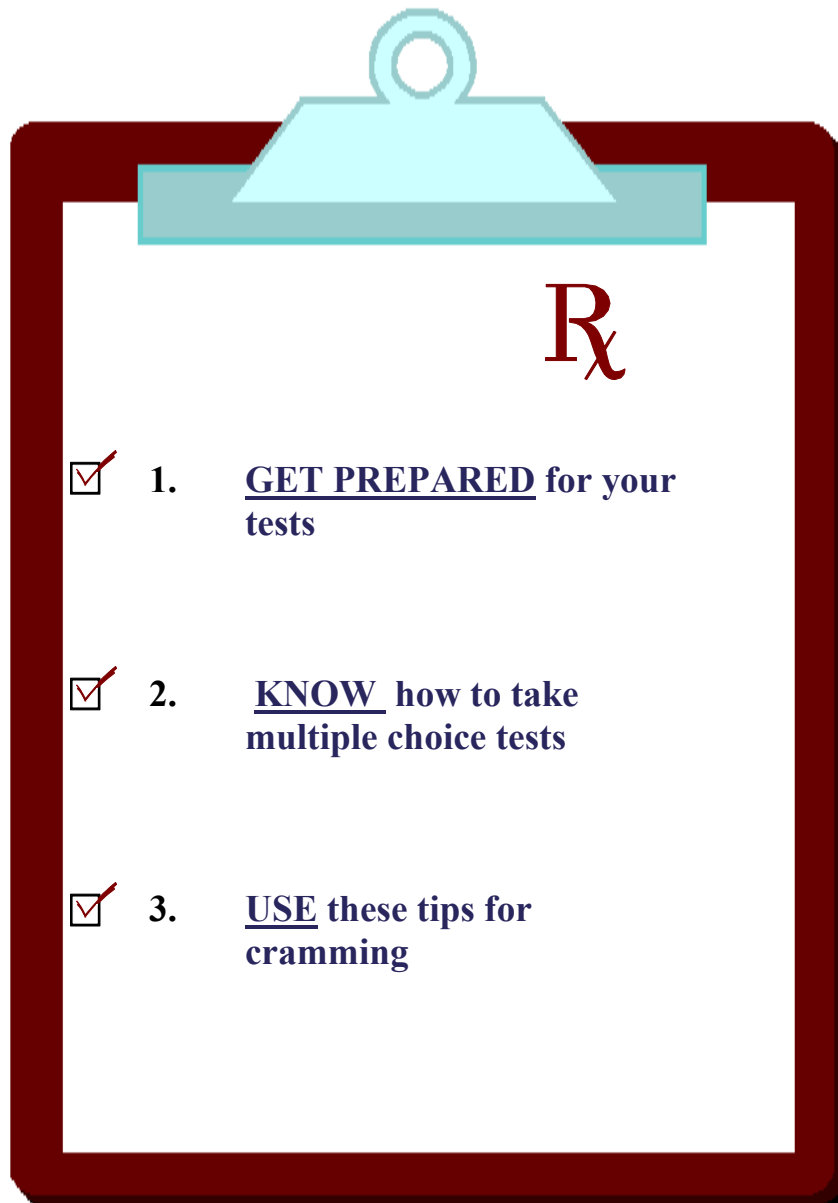 ℞
1. GET PREPARED for your
tests
2. KNOW how to take
multiple choice tests
3. USE these tips for
cramming